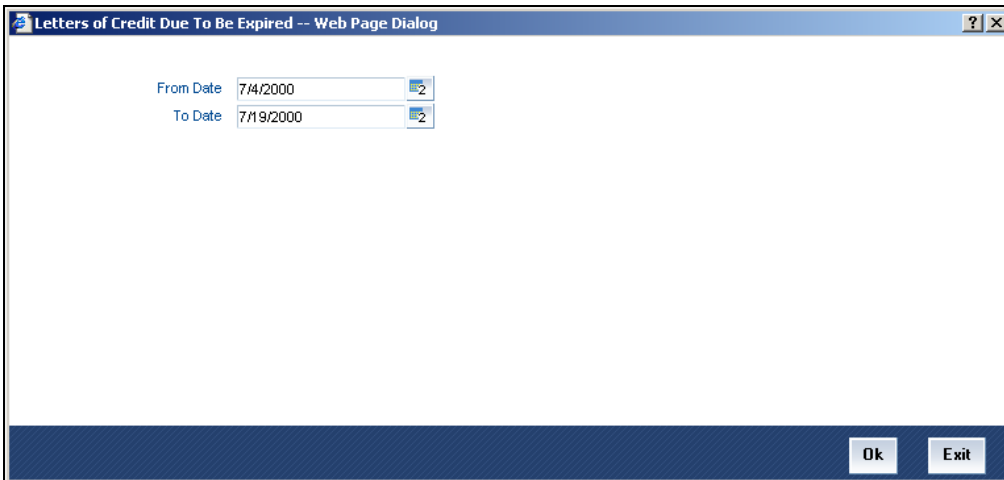 Letters of Credit Due To Be Expired -- Web Page Dialog
From Date 7/4/2000
To Date 7/19/2000
Ok Exit